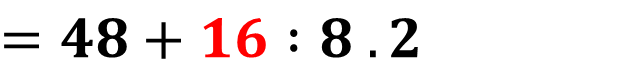 = 48 + 16 : 8 . 2